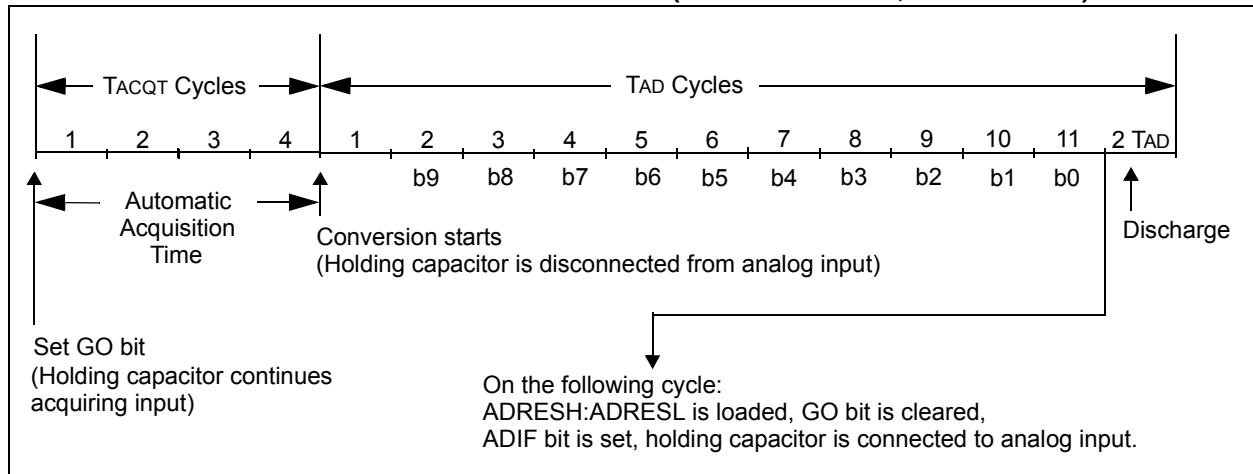 TACQT Cycles
TAD Cycles
1 2 3 4 1 2 3 4 5 6 7 8 9 10 11 2 TAD
b9 b8 b7 b6 b5 b4 b3 b2 b1 b0
Automatic
Acquisition
Time
Conversion starts
(Holding capacitor is disconnected from analog input)
Discharge
Set GO bit
(Holding capacitor continues
acquiring input)
On the following cycle:
ADRESH:ADRESL is loaded, GO bit is cleared,
ADIF bit is set, holding capacitor is connected to analog input.